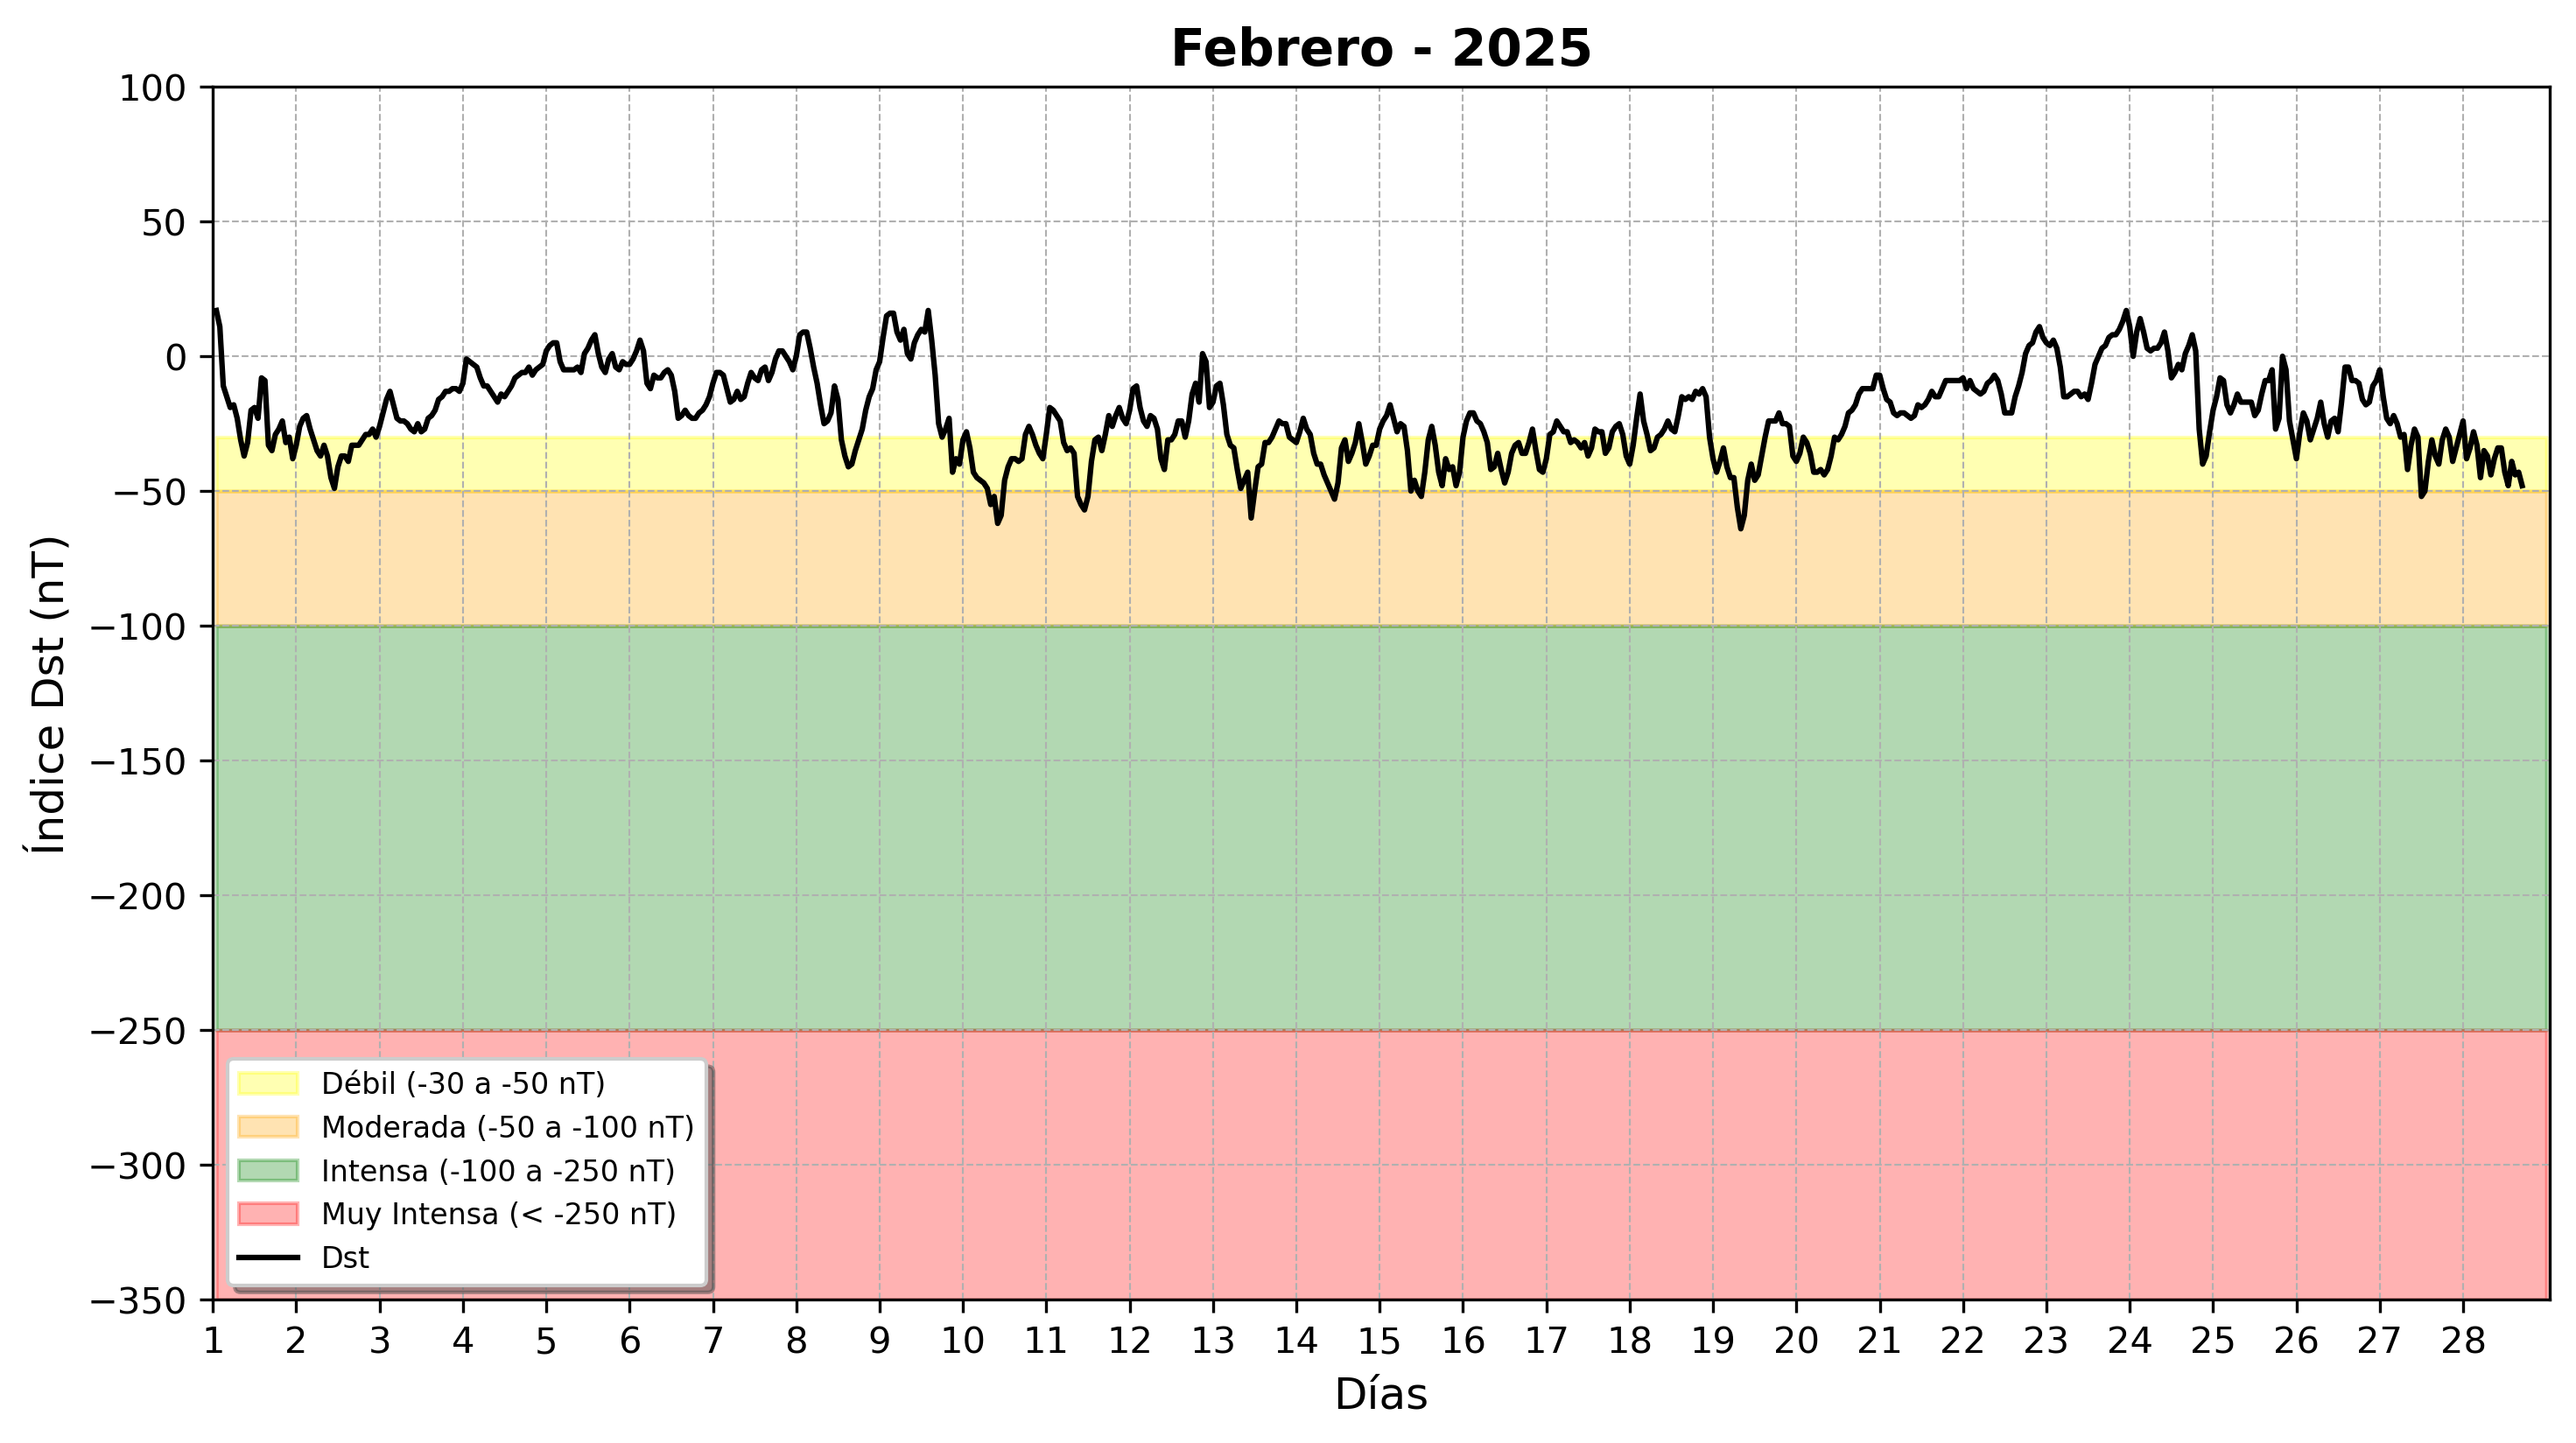 Febrero - 2025
Índice Dst (nT)
100
50
0
−50
−100
−150
−200
−250
−300
−350
Débil (-30 a -50 nT)
Moderada (-50 a -100 nT)
Intensa (-100 a -250 nT)
Muy Intensa (< -250 nT)
Dst
1 2 3 4 5 6 7 8 9 10 11 12 13 14 15 16 17 18 19 20 21 22 23 24 25 26 27 28
Días